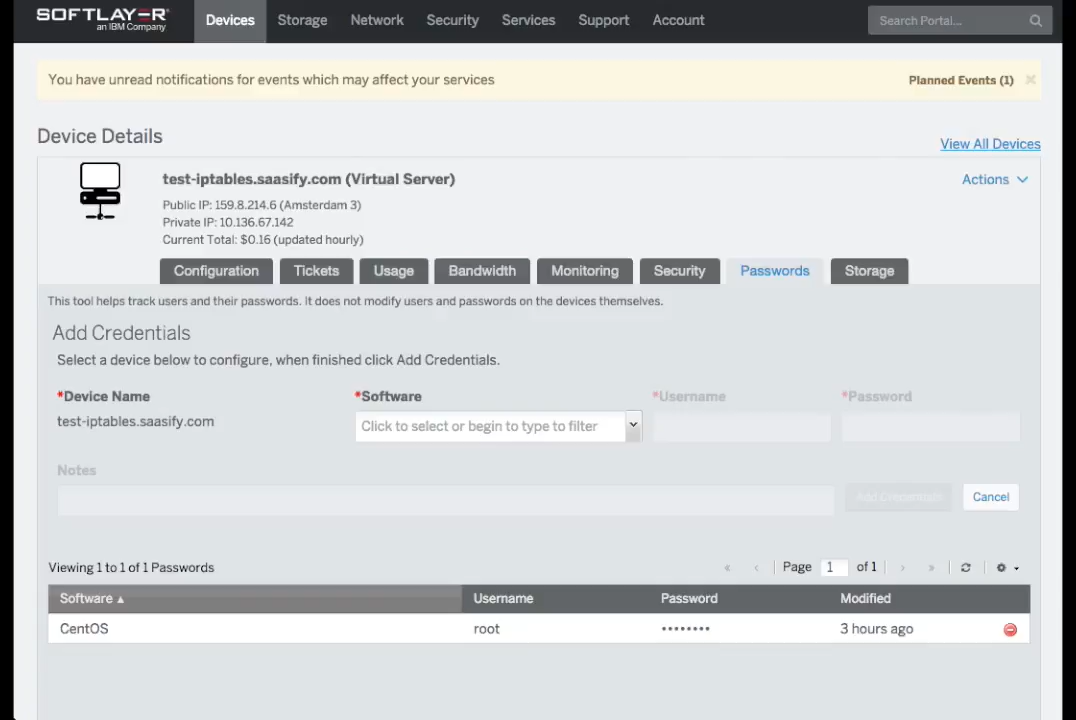 SOFTLAYER
an IBM Company
Devices Storage Network Security Services Support Account
Search Portal...
You have unread notifications for events which may affect your services
Planned Events (1)
Device Details
View All Devices
test-iptables.saasify.com (Virtual Server)
Actions
Public IP: 159.8.214.6 (Amsterdam 3)
Private IP: 10.136.67.142
Current Total: $0.16 (updated hourly)
Configuration Tickets Usage Bandwidth Monitoring Security Passwords Storage
This tool helps track users and their passwords. It does not modify users and passwords on the devices themselves.
Add Credentials
Select a device below to configure, when finished click Add Credentials.
*Device Name *Software *Username *Password
test-iptables.saasify.com
Click to select or begin to type to filter
Notes
Add Credentials Cancel
Viewing 1 to 1 of 1 Passwords
« ‹ Page 1 of 1 › »
Software ▲ Username Password Modified
CentOS root •••••••• 3 hours ago